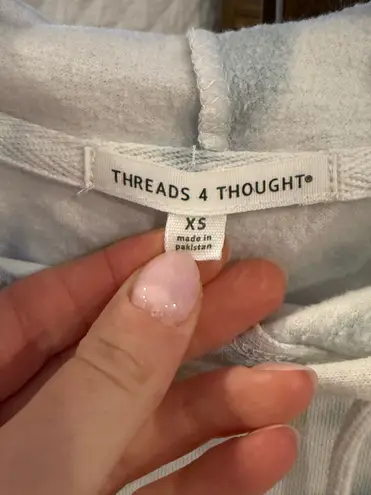 THREADS 4 THOUGHT®
XS
made in
pakistan